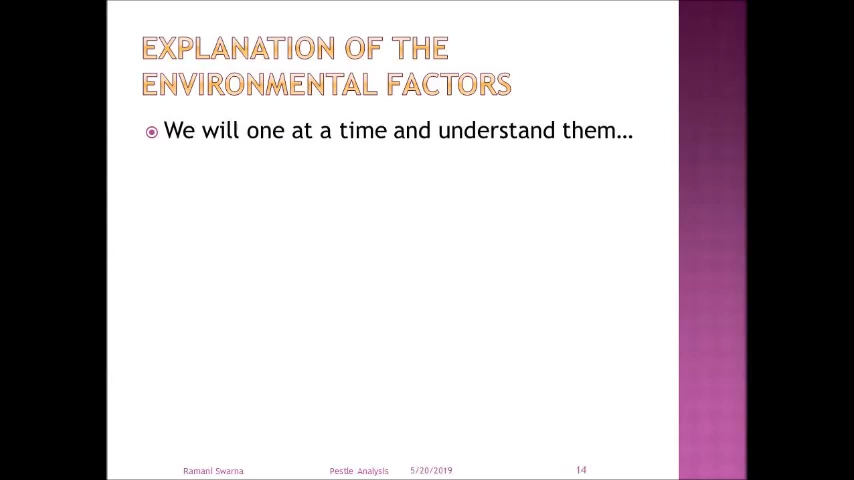 EXPLANATION OF THE
ENVIRONMENTAL FACTORS
We will one at a time and understand them…
Ramani Swarna Pestle Analysis 5/20/2019 14